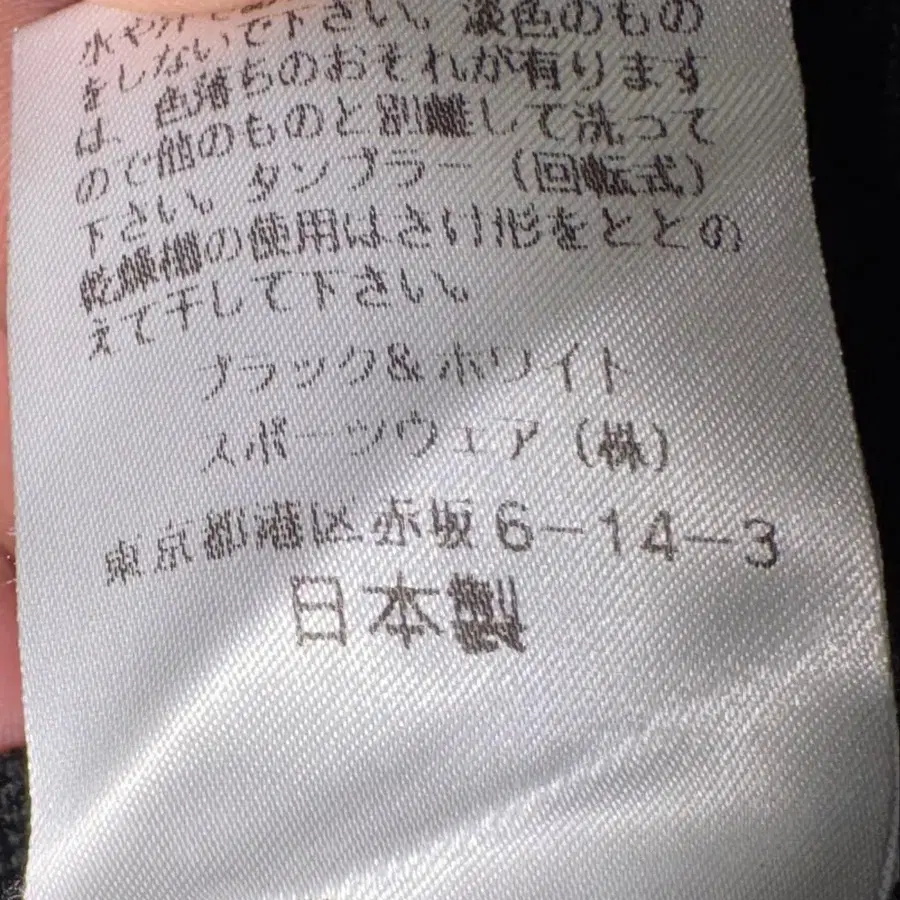 をしないで下さい。淡色のもの
は、色落ちのおそれが有ります
ので他のものと別離して洗って
下さい。タンブラー（回転式）
乾燥機の使用はさけ形をととの
えて干して下さい。
ブラック&ホワイト
スポーツウェア（株）
東京都港区赤坂6－14－3
日本製